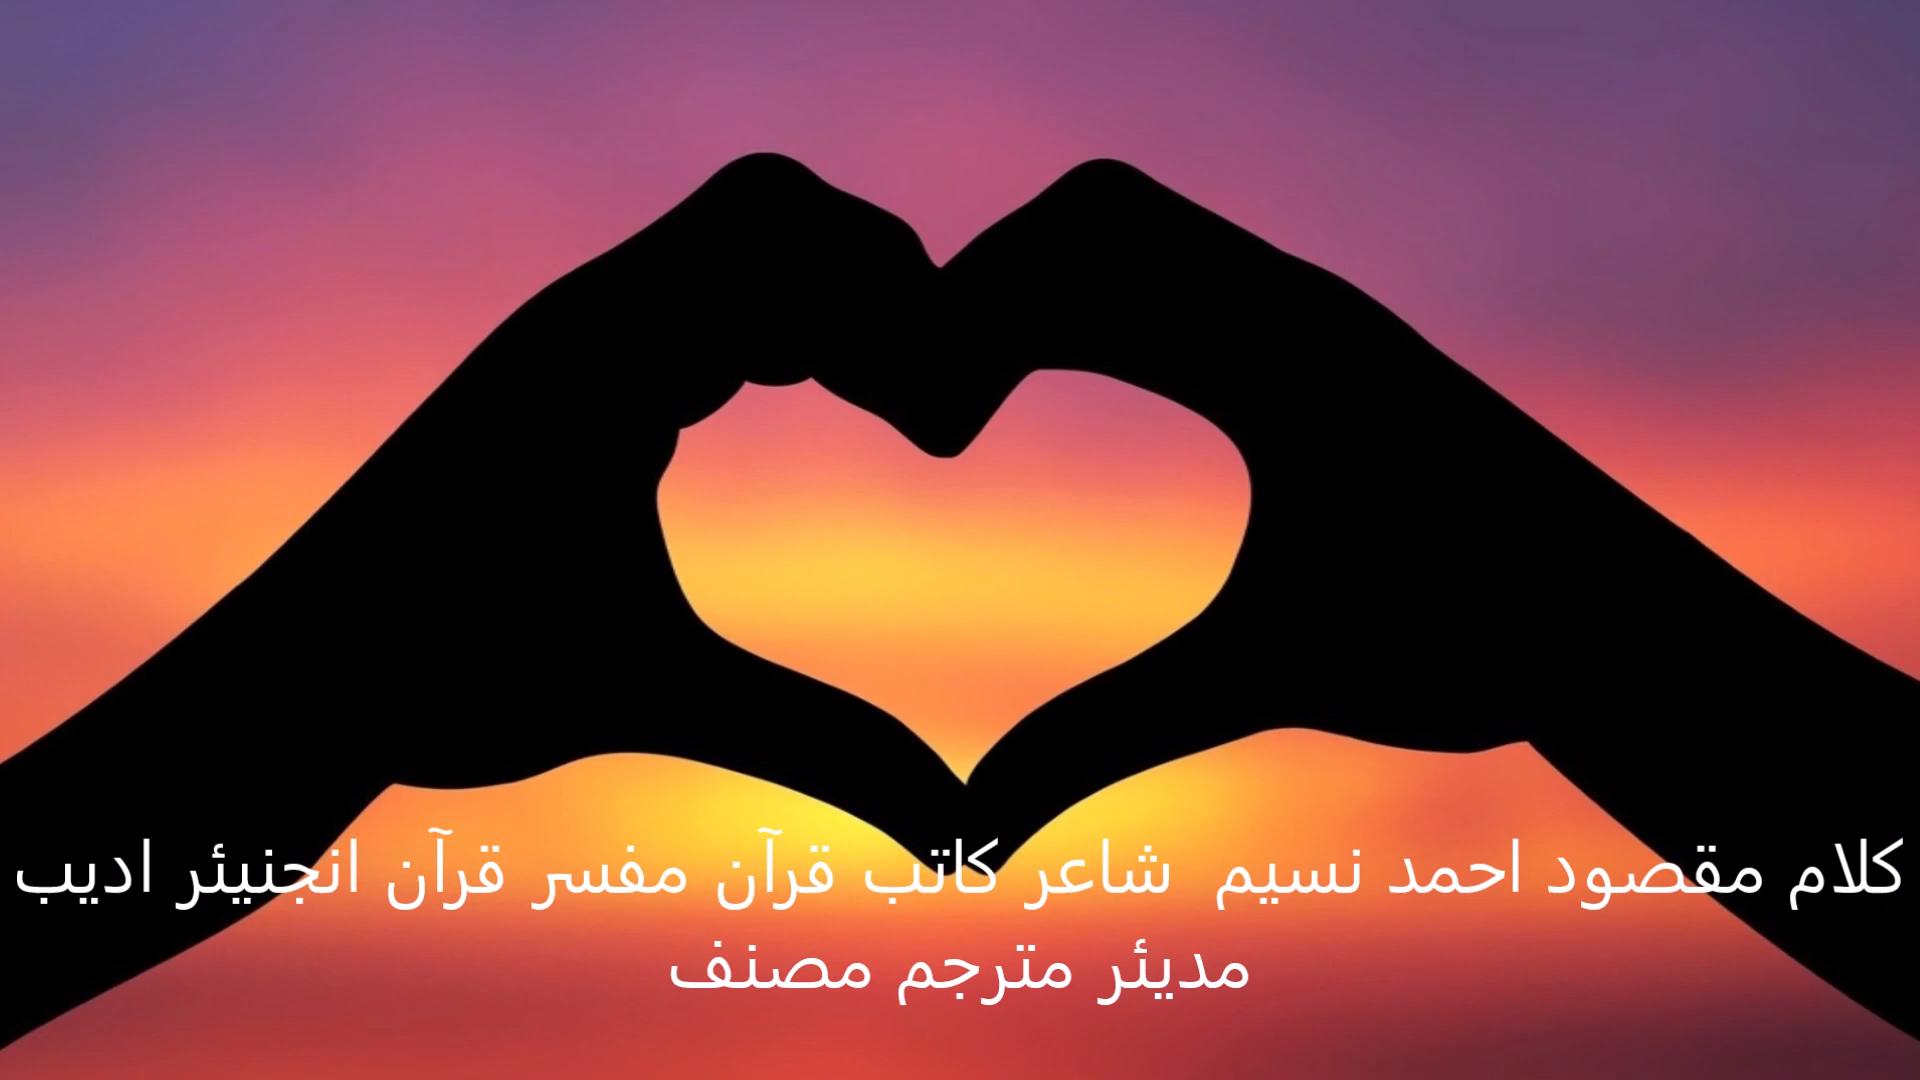 کلام مقصود احمد نسیم شاعر کاتب قرآن مفسر قرآن انجنیئر ادیب
مدیئر مترجم مصنف